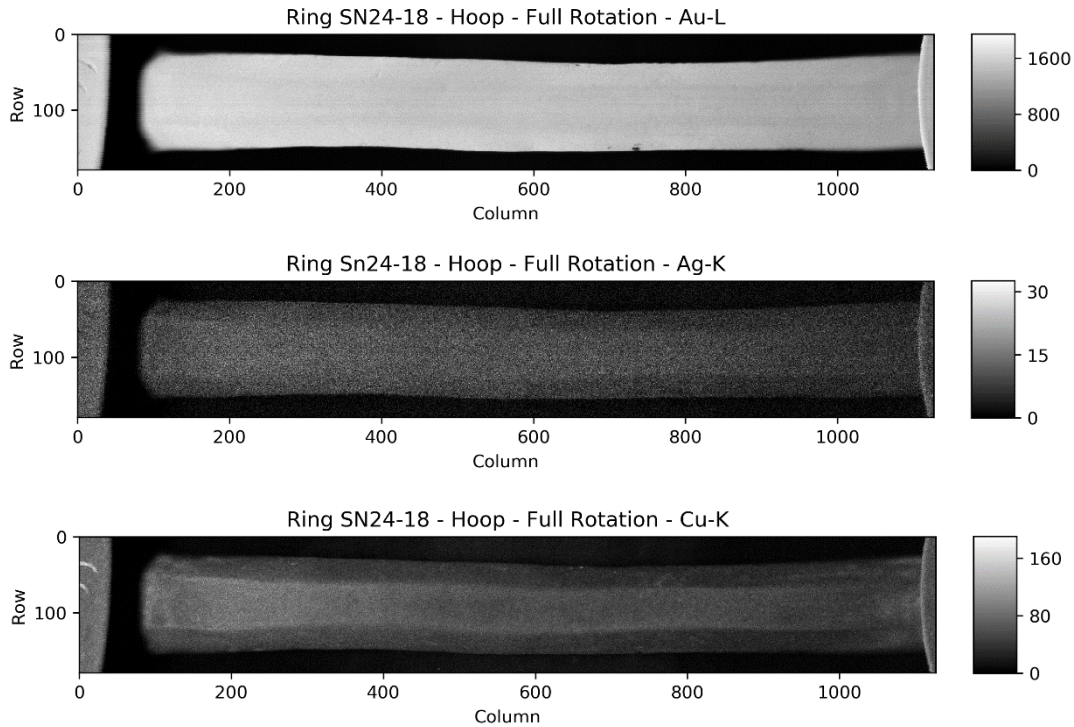 Ring SN24-18 - Hoop - Full Rotation - Au-L
0
100
Row
0 200 400 600 800 1000
Column
1600
800
0
Ring Sn24-18 - Hoop - Full Rotation - Ag-K
0
100
Row
0 200 400 600 800 1000
Column
30
15
0
Ring SN24-18 - Hoop - Full Rotation - Cu-K
0
100
Row
0 200 400 600 800 1000
Column
160
80
0